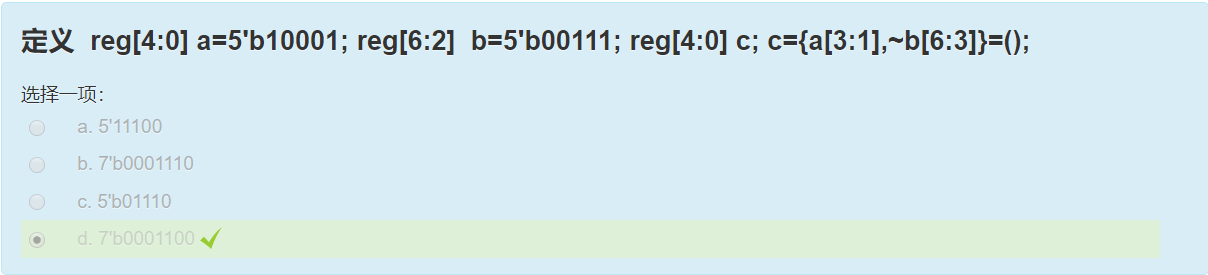 定义  reg[4:0] a=5'b10001; reg[6:2]  b=5'b00111; reg[4:0] c; c={a[3:1],~b[6:3]}=();
选择一项：
a. 5'11100
b. 7'b0001110
c. 5'b01110
d. 7'b0001100